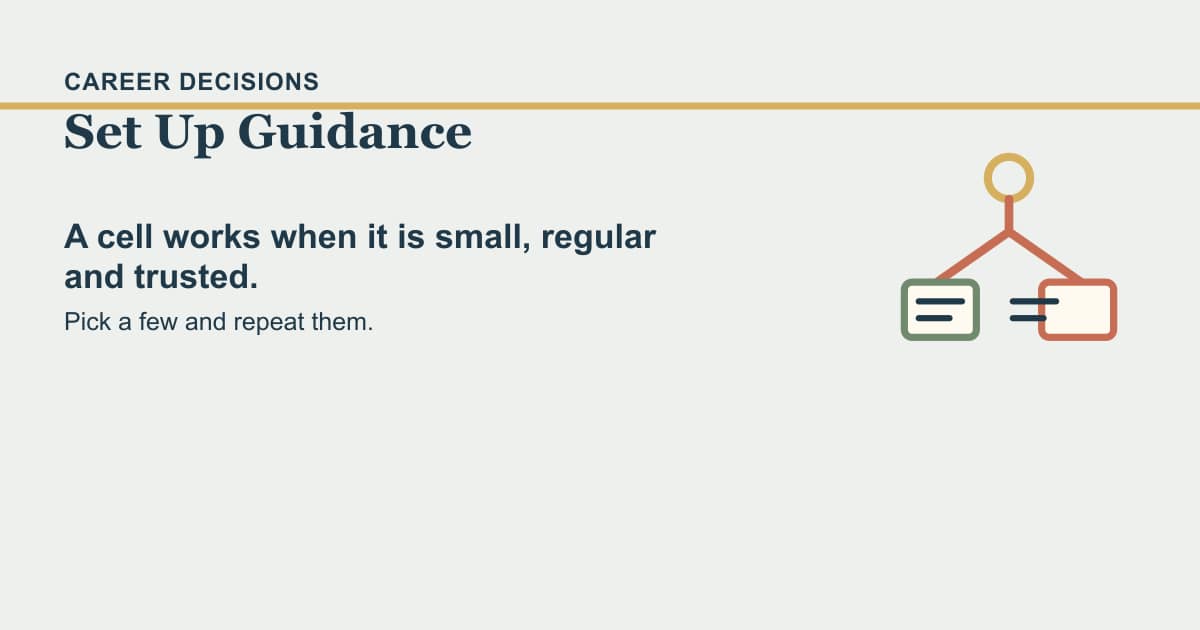 CAREER DECISIONS
Set Up Guidance
A cell works when it is small, regular
and trusted.
Pick a few and repeat them.